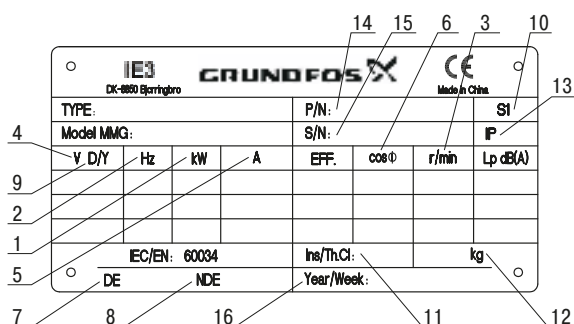 14 15 6 3 10
IE3 GRUNDFOS CE
DK-8850 Bjerringbro Made in China
13
TYPE: P/N: S1
Model MMG: S/N: IP
4
V D/Y Hz kW A EFF. cosΦ r/min Lp dB(A)
9
2
1
IEC/EN: 60034 Ins/Th.Cl: kg
5
DE NDE Year/Week:
7 8 16 11 12